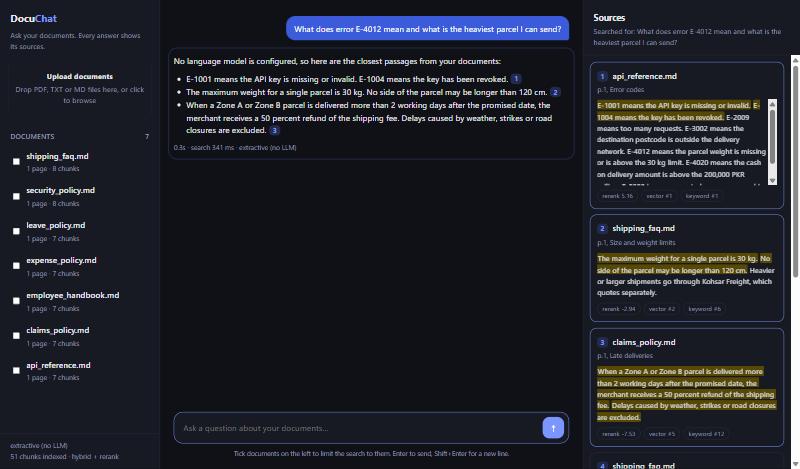 DocuChat
Ask your documents. Every answer shows
its sources.
Upload documents
Drop PDF, TXT or MD files here, or click
to browse
DOCUMENTS 7
shipping_faq.md
1 page · 8 chunks
security_policy.md
1 page · 8 chunks
leave_policy.md
1 page · 7 chunks
expense_policy.md
1 page · 7 chunks
employee_handbook.md
1 page · 7 chunks
claims_policy.md
1 page · 7 chunks
api_reference.md
1 page · 7 chunks
extractive (no LLM)
51 chunks indexed · hybrid + rerank
What does error E-4012 mean and what is the heaviest parcel I can send?
No language model is configured, so here are the closest passages from your documents:
• E-1001 means the API key is missing or invalid. E-1004 means the key has been revoked. 1
• The maximum weight for a single parcel is 30 kg. No side of the parcel may be longer than 120 cm. 2
• When a Zone A or Zone B parcel is delivered more than 2 working days after the promised date, the
merchant receives a 50 percent refund of the shipping fee. Delays caused by weather, strikes or road
closures are excluded. 3
0.3s · search 341 ms · extractive (no LLM)
Ask a question about your documents...
Tick documents on the left to limit the search to them. Enter to send, Shift+Enter for a new line.
Sources
Searched for: What does error E-4012 mean and what is the
heaviest parcel I can send?
1 api_reference.md
p.1, Error codes
E-1001 means the API key is missing or invalid. E-
1004 means the key has been revoked. E-2009
means too many requests. E-3002 means the
destination postcode is outside the delivery
network. E-4012 means the parcel weight is missing
or is above the 30 kg limit. E-4020 means the cash
on delivery amount is above the 200,000 PKR
rerank 5.16 vector #1 keyword #1
2 shipping_faq.md
p.1, Size and weight limits
The maximum weight for a single parcel is 30 kg. No
side of the parcel may be longer than 120 cm. Heavier
or larger shipments go through Kohsar Freight, which
quotes separately.
rerank -2.94 vector #2 keyword #6
3 claims_policy.md
p.1, Late deliveries
When a Zone A or Zone B parcel is delivered more
than 2 working days after the promised date, the
merchant receives a 50 percent refund of the shipping
fee. Delays caused by weather, strikes or road closures
are excluded.
rerank -7.53 vector #5 keyword #2
4 shipping_faq.md